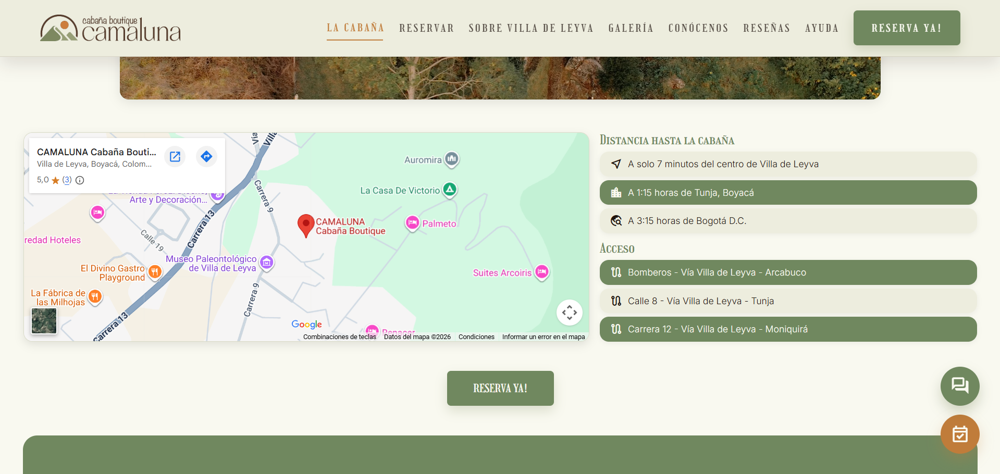 cabaña boutique
camaluna
LA CABAÑA
RESERVAR
SOBRE VILLA DE LEYVA
GALERÍA
CONÓCENOS
RESEÑAS
AYUDA
RESERVA YA!
CAMALUNA Cabaña Bouti...
Villa de Leyva, Boyacá, Colom...
5,0 (3)
Arte y Decoración...
Villa
Carrera 9
Carrera 13
Calle 19
redad Hoteles
Auromira
La Casa De Victorio
CAMALUNA
Cabaña Boutique
Palmeto
Museo Paleontológico
de Villa de Leyva
El Divino Gastro
Playground
La Fábrica de
las Milhojas
Suites Arcoiris
Carrera 9
Carrera 13
Renacer
Google
Combinaciones de teclas
Datos del mapa ©2026
Condiciones
Informar un error en el mapa
Distancia hasta la cabaña
A solo 7 minutos del centro de Villa de Leyva
A 1:15 horas de Tunja, Boyacá
A 3:15 horas de Bogotá D.C.
Acceso
Bomberos - Vía Villa de Leyva - Arcabuco
Calle 8 - Vía Villa de Leyva - Tunja
Carrera 12 - Vía Villa de Leyva - Moniquirá
RESERVA YA!